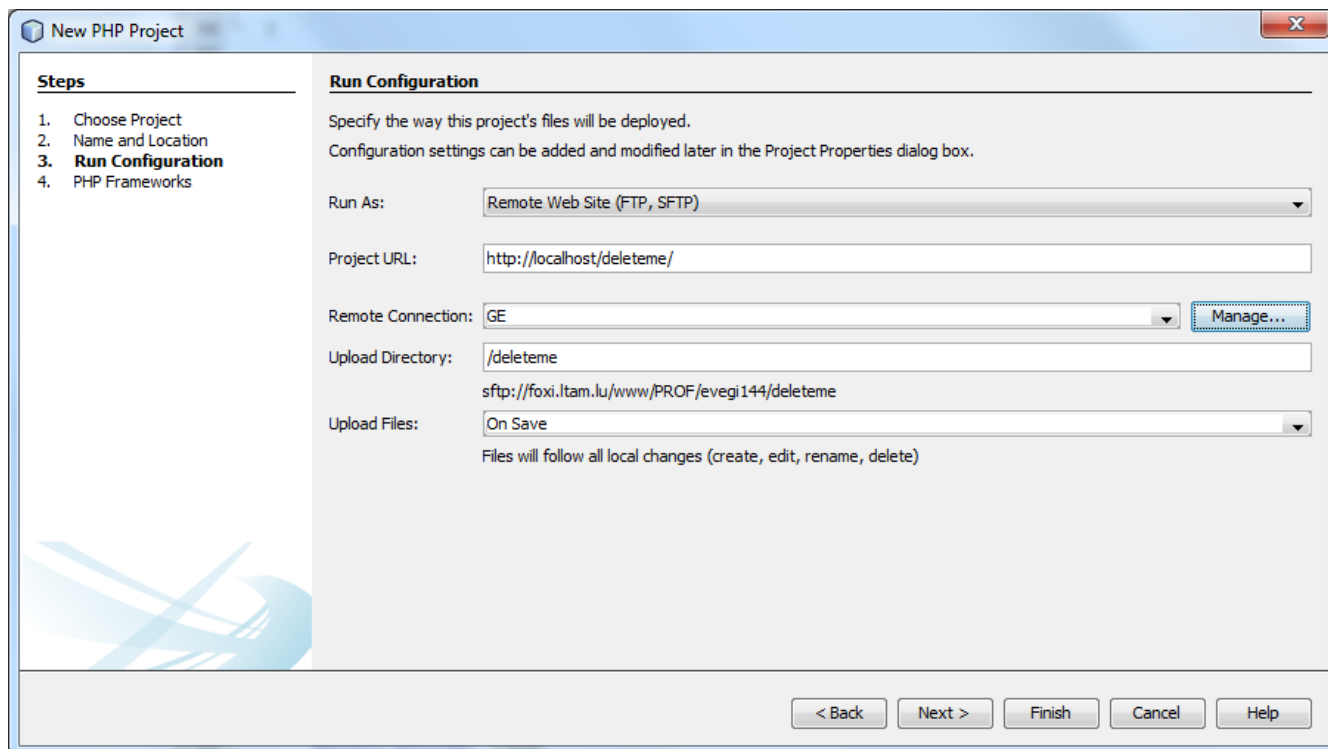 New PHP Project
Steps
1. Choose Project
2. Name and Location
3. Run Configuration
4. PHP Frameworks
Run Configuration
Specify the way this project's files will be deployed.
Configuration settings can be added and modified later in the Project Properties dialog box.
Run As: Remote Web Site (FTP, SFTP)
Project URL: http://localhost/deleteme/
Remote Connection: GE Manage...
Upload Directory: /deleteme
sftp://foxi.ltam.lu/www/PROF/evegi144/deleteme
Upload Files: On Save
Files will follow all local changes (create, edit, rename, delete)
< Back Next > Finish Cancel Help